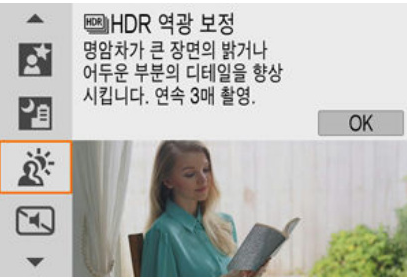 HDR HDR 역광 보정
명암차가 큰 장면의 밝거나
어두운 부분의 디테일을 향상
시킵니다. 연속 3매 촬영.
OK